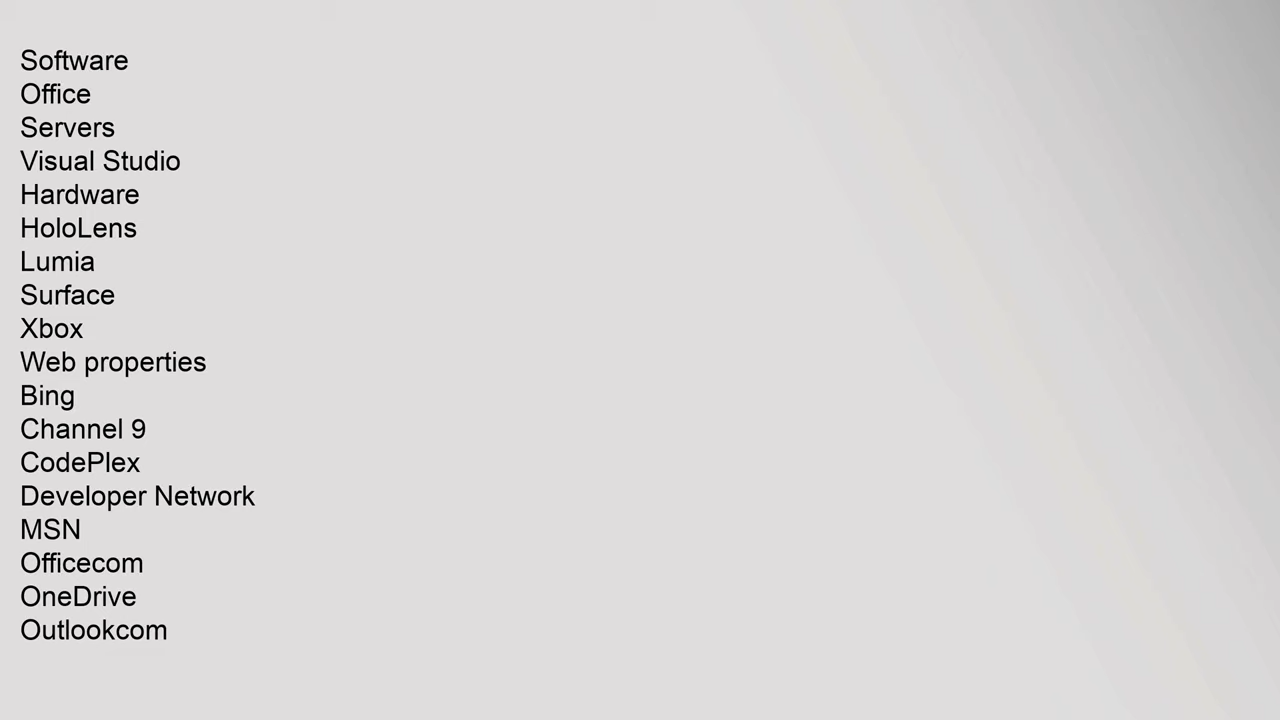 Software
Office
Servers
Visual Studio
Hardware
HoloLens
Lumia
Surface
Xbox
Web properties
Bing
Channel 9
CodePlex
Developer Network
MSN
Officecom
OneDrive
Outlookcom